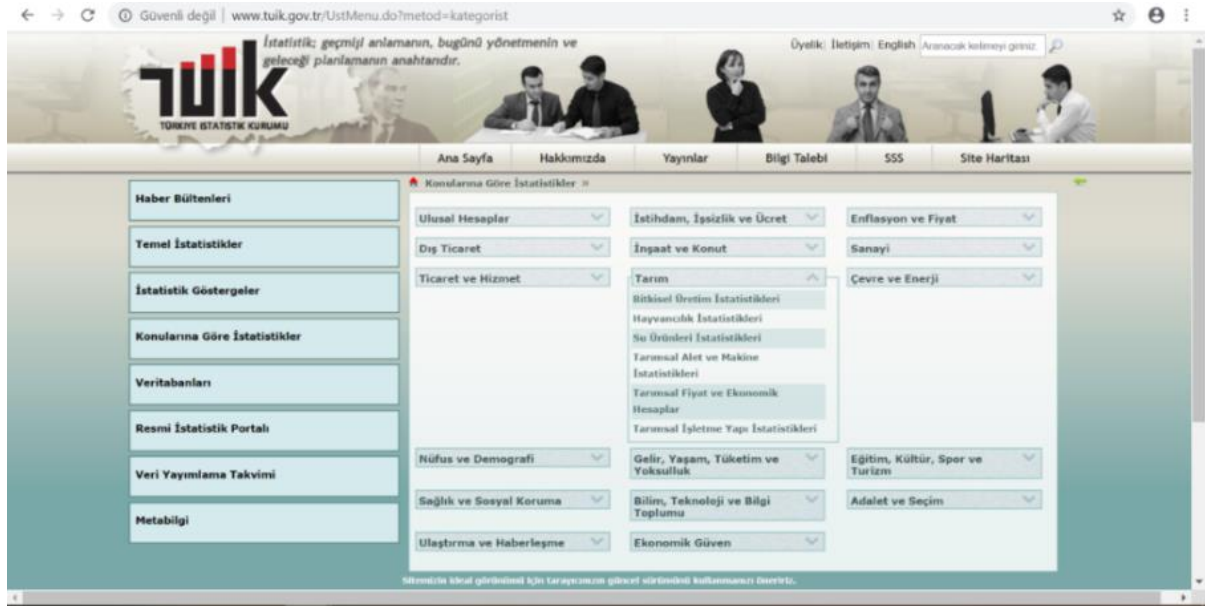 Güvenli değil | www.tuik.gov.tr/UstMenu.do?metod=kategorist
İstatistik; geçmişi anlamanın, bugünü yönetmenin ve
geleceği planlamanın anahtarıdır.
Üyelik| İletişim| English Aranacak kelimeyi giriniz
TÜİK
TÜRKİYE İSTATİSTİK KURUMU
Ana Sayfa Hakkımızda Yayınlar Bilgi Talebi SSS Site Haritası
Haber Bültenleri
Temel İstatistikler
İstatistik Göstergeler
Konularına Göre İstatistikler
Veritabanları
Resmi İstatistik Portalı
Veri Yayımlama Takvimi
Metabilgi
Konularına Göre İstatistikler »
Ulusal Hesaplar
İstihdam, İşsizlik ve Ücret
Enflasyon ve Fiyat
Dış Ticaret
İnşaat ve Konut
Sanayi
Ticaret ve Hizmet
Tarım
Bitkisel Üretim İstatistikleri
Hayvancılık İstatistikleri
Su Ürünleri İstatistikleri
Tarımsal Alet ve Makine
İstatistikleri
Tarımsal Fiyat ve Ekonomik
Hesaplar
Tarımsal İşletme Yapı İstatistikleri
Çevre ve Enerji
Nüfus ve Demografi
Gelir, Yaşam, Tüketim ve
Yoksulluk
Eğitim, Kültür, Spor ve
Turizm
Sağlık ve Sosyal Koruma
Bilim, Teknoloji ve Bilgi
Toplumu
Adalet ve Seçim
Ulaştırma ve Haberleşme
Ekonomik Güven
Sitemizin ideal görünümü için tarayıcınızın güncel sürümünü kullanmanızı öneririz.